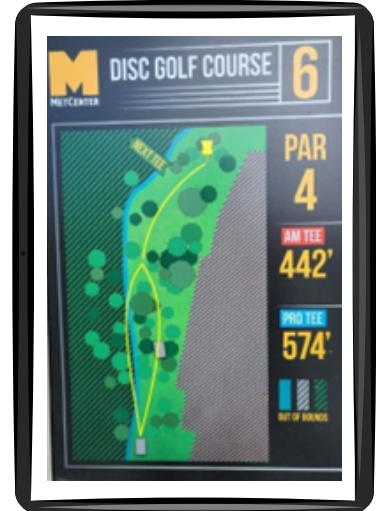 M
METCENTER
DISC GOLF COURSE
6
NEXT TEE
PAR
4
AM TEE
442'
PRO TEE
574'
OUT OF BOUNDS